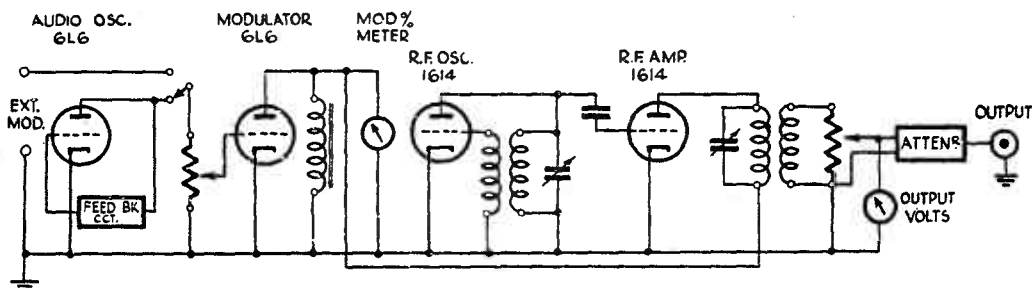 AUDIO OSC.
6L6
MODULATOR
6L6
MOD%
METER
R.F. OSC.
1614
R.F. AMP.
1614
EXT.
MOD.
FEED BK
CCT.
ATTENR
OUTPUT
OUTPUT
VOLTS